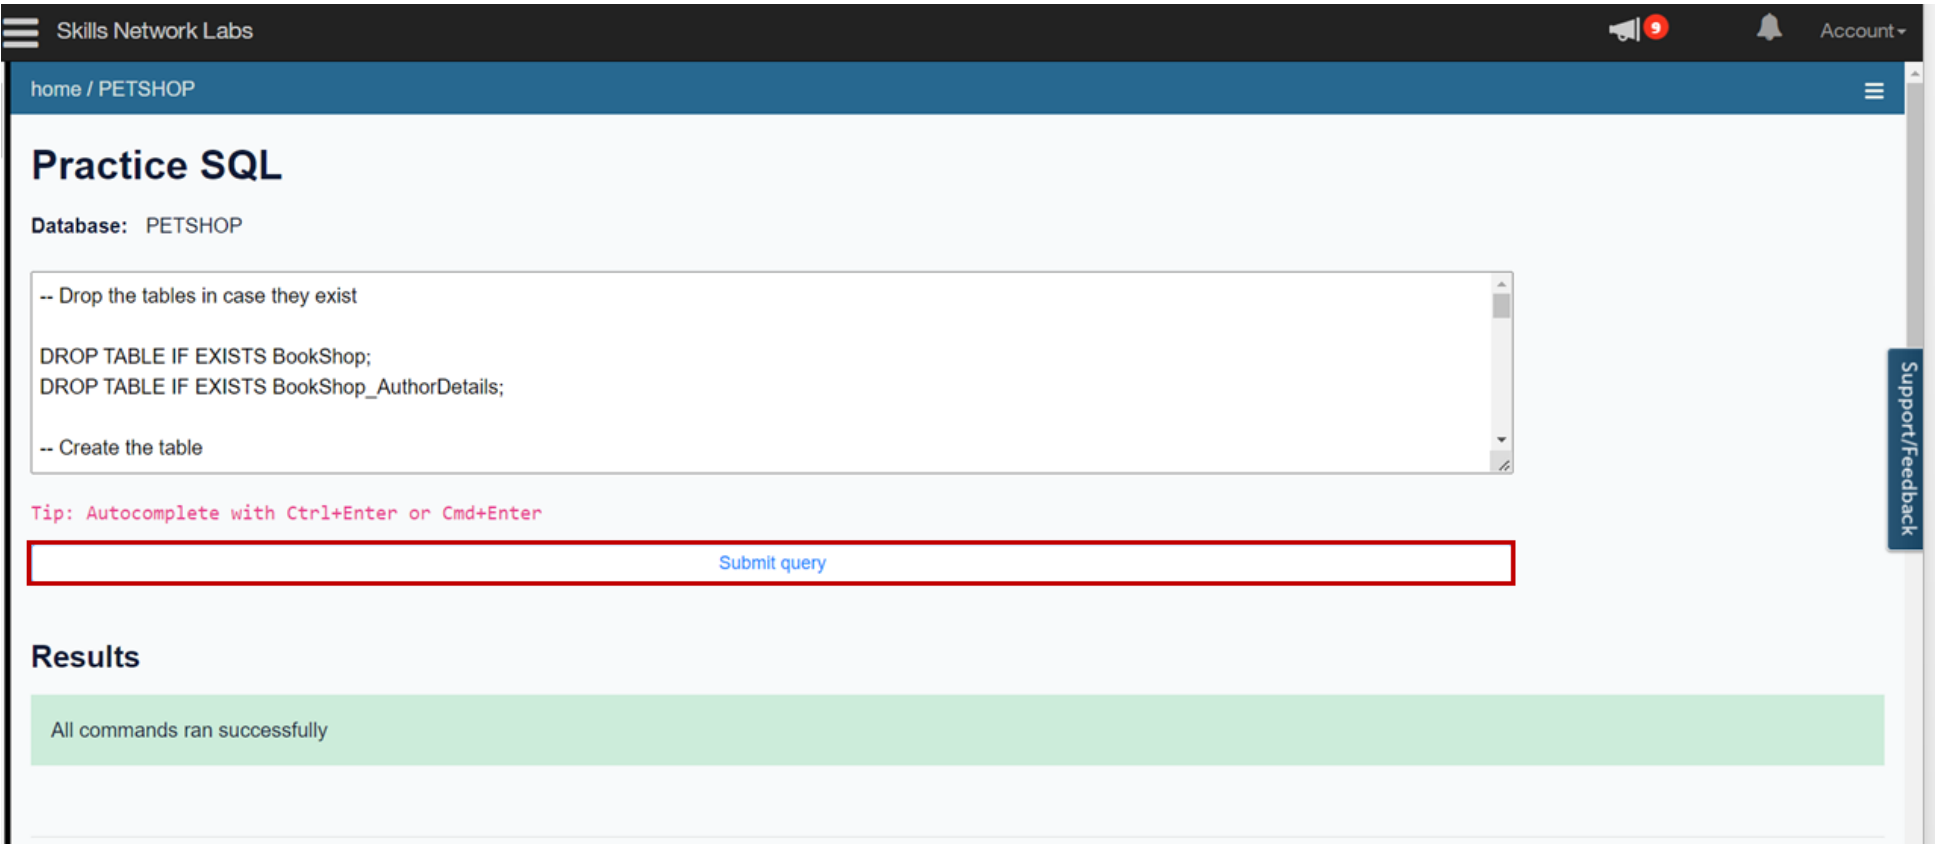 Skills Network Labs
9
Account
home / PETSHOP
Practice SQL
Database: PETSHOP
-- Drop the tables in case they exist
DROP TABLE IF EXISTS BookShop;
DROP TABLE IF EXISTS BookShop_AuthorDetails;
-- Create the table
Support/Feedback
Tip: Autocomplete with Ctrl+Enter or Cmd+Enter
Submit query
Results
All commands ran successfully